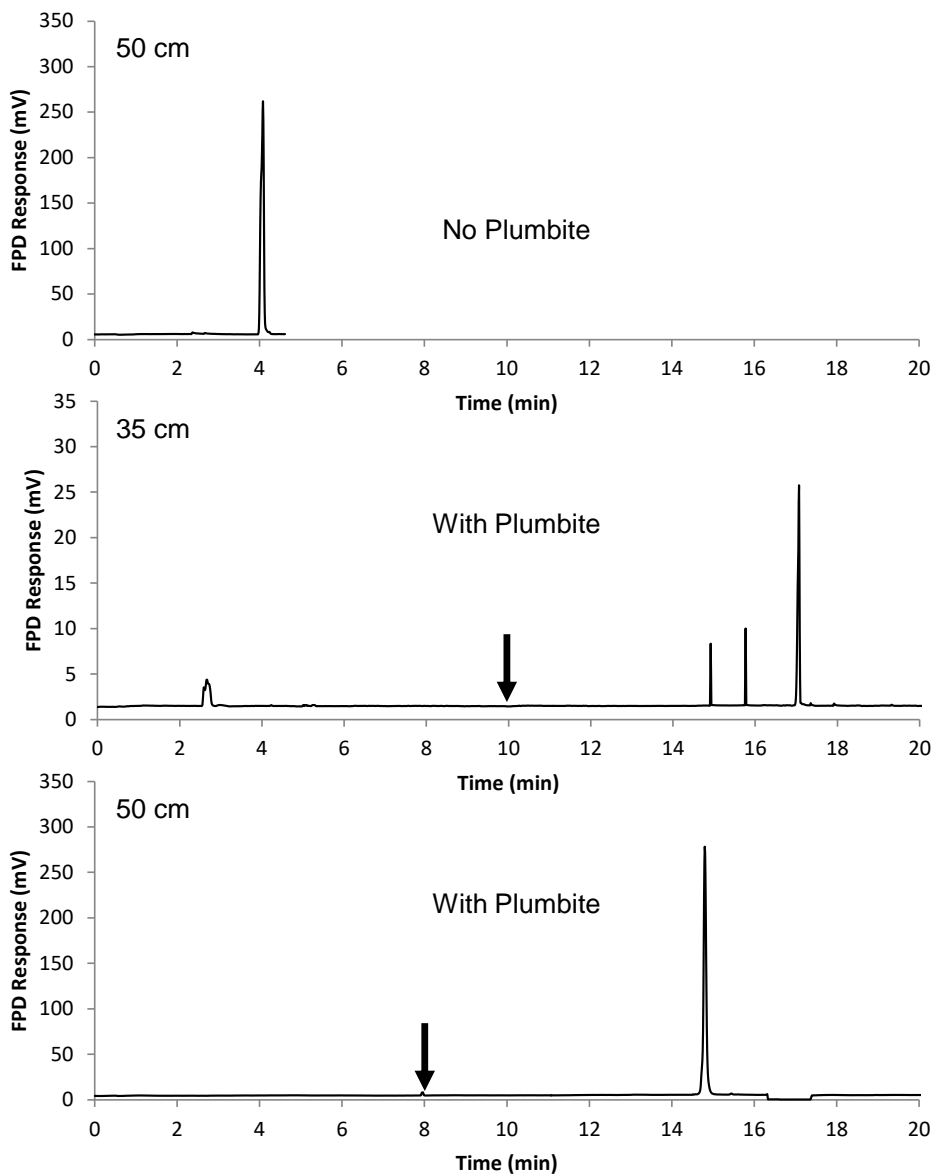 350
300
250
200
150
100
50
0
FPD Response (mV)
50 cm
No Plumbite
0 2 4 6 8 10 12 14 16 18 20
Time (min)
35
30
25
20
15
10
5
0
FPD Response (mV)
35 cm
With Plumbite
0 2 4 6 8 10 12 14 16 18 20
Time (min)
350
300
250
200
150
100
50
0
FPD Response (mV)
50 cm
With Plumbite
0 2 4 6 8 10 12 14 16 18 20
Time (min)